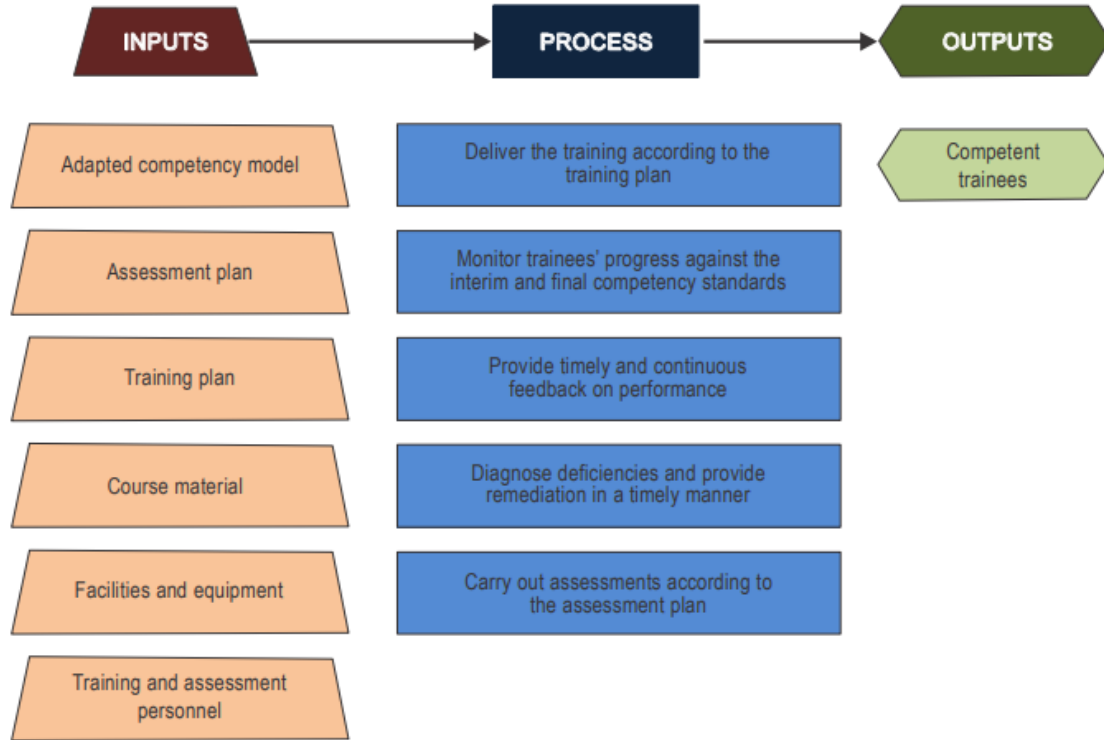 INPUTS
PROCESS
OUTPUTS
Adapted competency model
Assessment plan
Training plan
Course material
Facilities and equipment
Training and assessment
personnel
Deliver the training according to the
training plan
Monitor trainees’ progress against the
interim and final competency standards
Provide timely and continuous
feedback on performance
Diagnose deficiencies and provide
remediation in a timely manner
Carry out assessments according to
the assessment plan
Competent
trainees